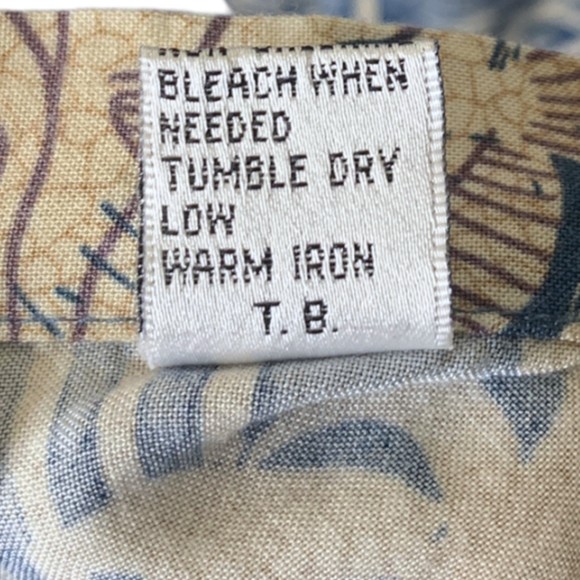 BLEACH WHEN
NEEDED
TUMBLE DRY
LOW
WARM IRON
T. B.